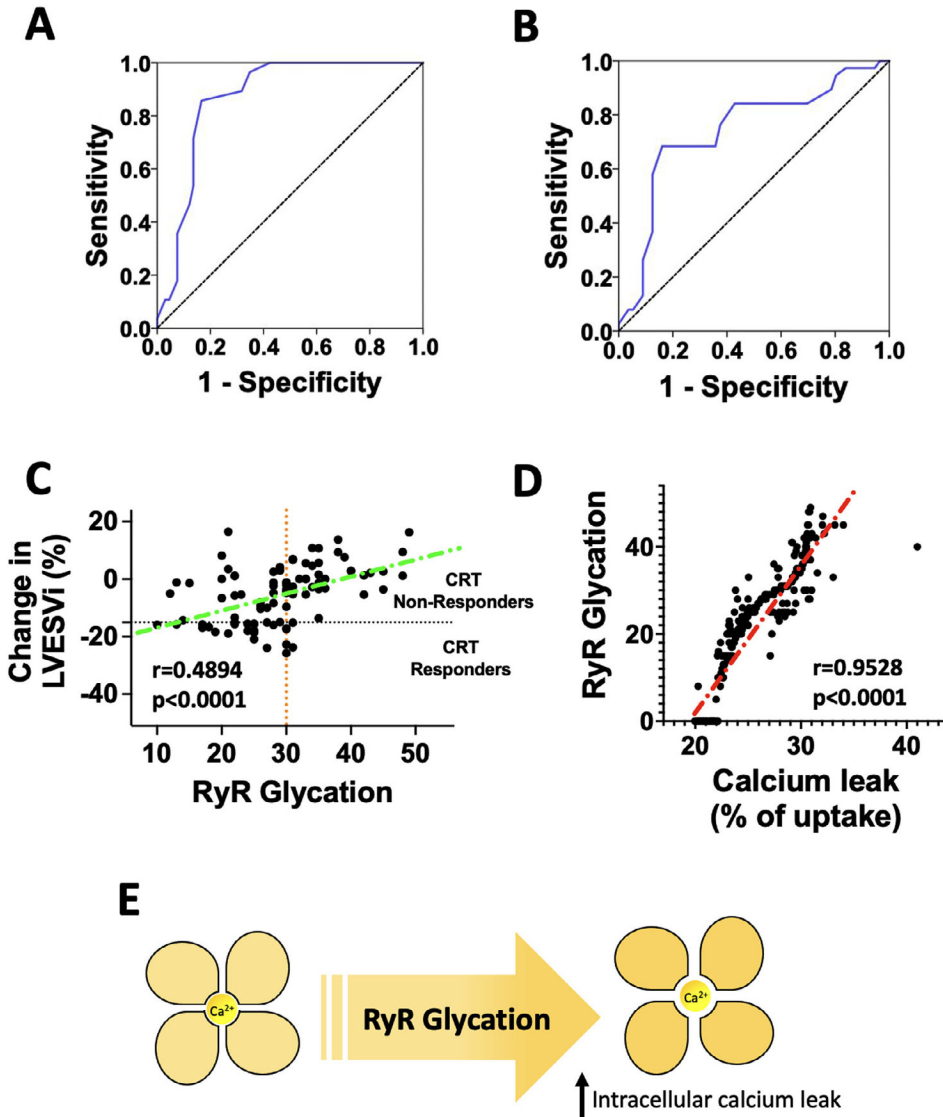 A
B
1.0
0.8
0.6
0.4
0.2
0.0
Sensitivity
0.0 0.2 0.4 0.6 0.8 1.0
1 - Specificity
1.0
0.8
0.6
0.4
0.2
0.0
Sensitivity
0.0 0.2 0.4 0.6 0.8 1.0
1 - Specificity
C
20
0
-20
-40
Change in
LVESVi (%)
CRT
Non-Responders
CRT
Responders
r=0.4894
p<0.0001
10 20 30 40 50
RyR Glycation
D
40
20
0
RyR Glycation
r=0.9528
p<0.0001
20 30 40
Calcium leak
(% of uptake)
E
Ca2+
RyR Glycation
Ca2+
Intracellular calcium leak